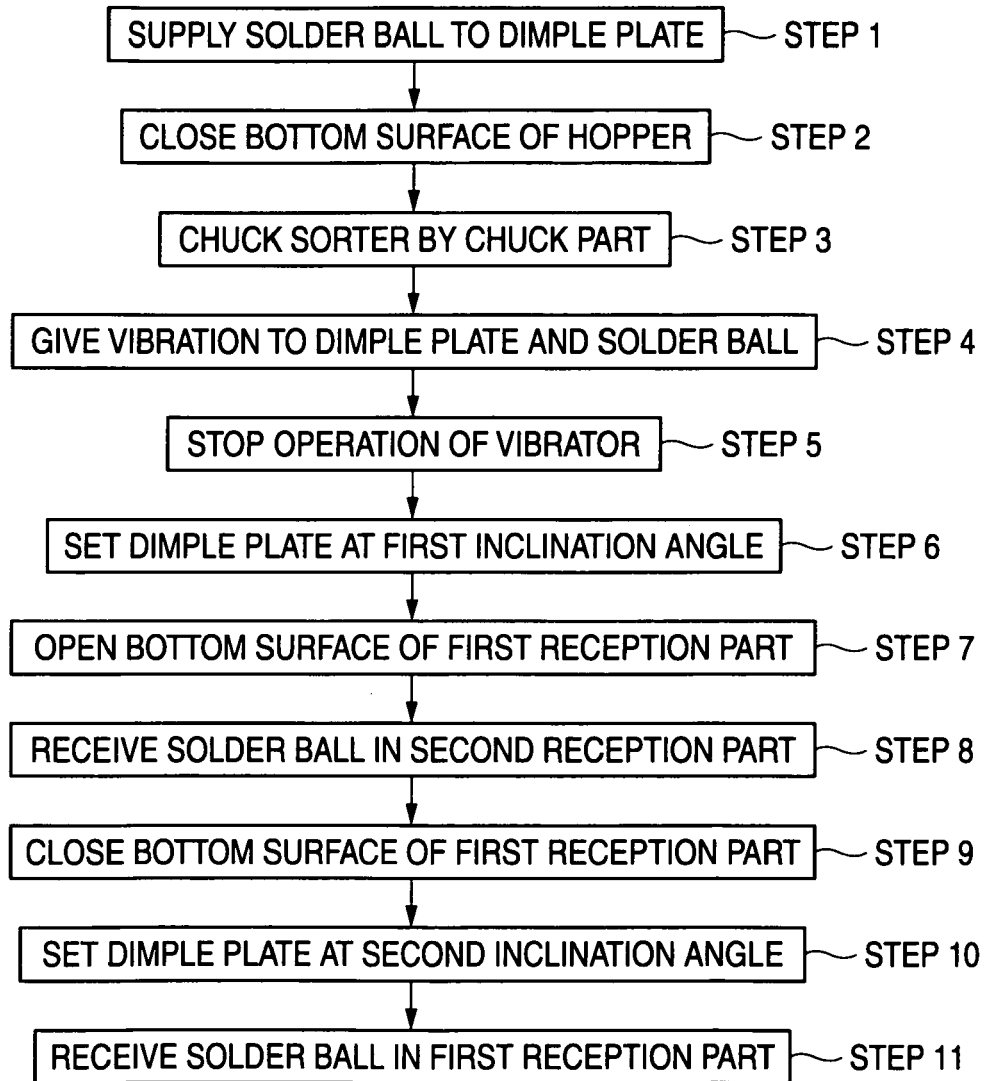 SUPPLY SOLDER BALL TO DIMPLE PLATE STEP 1
CLOSE BOTTOM SURFACE OF HOPPER STEP 2
CHUCK SORTER BY CHUCK PART STEP 3
GIVE VIBRATION TO DIMPLE PLATE AND SOLDER BALL STEP 4
STOP OPERATION OF VIBRATOR STEP 5
SET DIMPLE PLATE AT FIRST INCLINATION ANGLE STEP 6
OPEN BOTTOM SURFACE OF FIRST RECEPTION PART STEP 7
RECEIVE SOLDER BALL IN SECOND RECEPTION PART STEP 8
CLOSE BOTTOM SURFACE OF FIRST RECEPTION PART STEP 9
SET DIMPLE PLATE AT SECOND INCLINATION ANGLE STEP 10
RECEIVE SOLDER BALL IN FIRST RECEPTION PART STEP 11